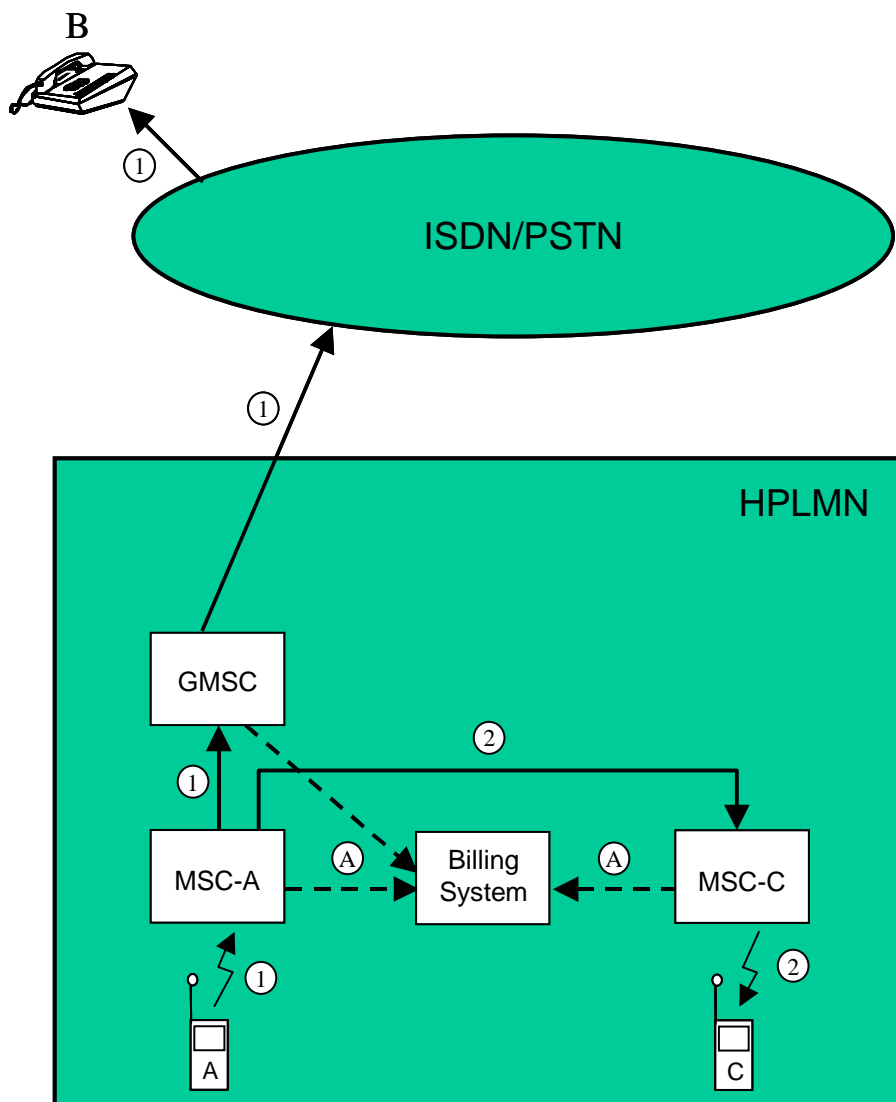 B
1
ISDN/PSTN
1
HPLMN
GMSC
2
1
MSC-A
A
Billing
System
A
MSC-C
1
2
A
C